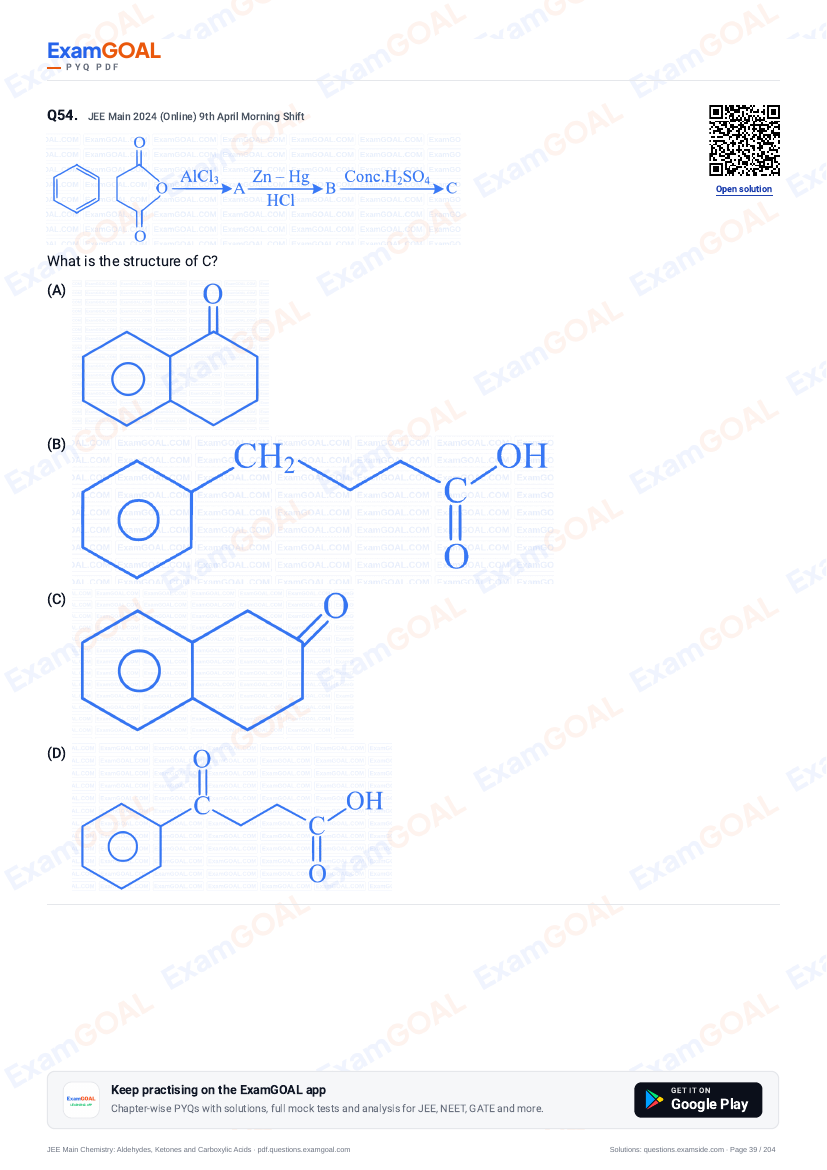 ExamGOAL
PYQ PDF
Q54. JEE Main 2024 (Online) 9th April Morning Shift
Open solution
O
O AlCl₃ A Zn – Hg HCl B Conc.H₂SO₄ C
O
What is the structure of C?
(A)
O
(B)
CH₂ OH
C
O
(C)
O
(D)
O
C OH
C
O
Keep practising on the ExamGOAL app
Chapter-wise PYQs with solutions, full mock tests and analysis for JEE, NEET, GATE and more.
GET IT ON
Google Play
JEE Main Chemistry: Aldehydes, Ketones and Carboxylic Acids · pdf.questions.examgoal.com
Solutions: questions.examside.com · Page 39 / 204